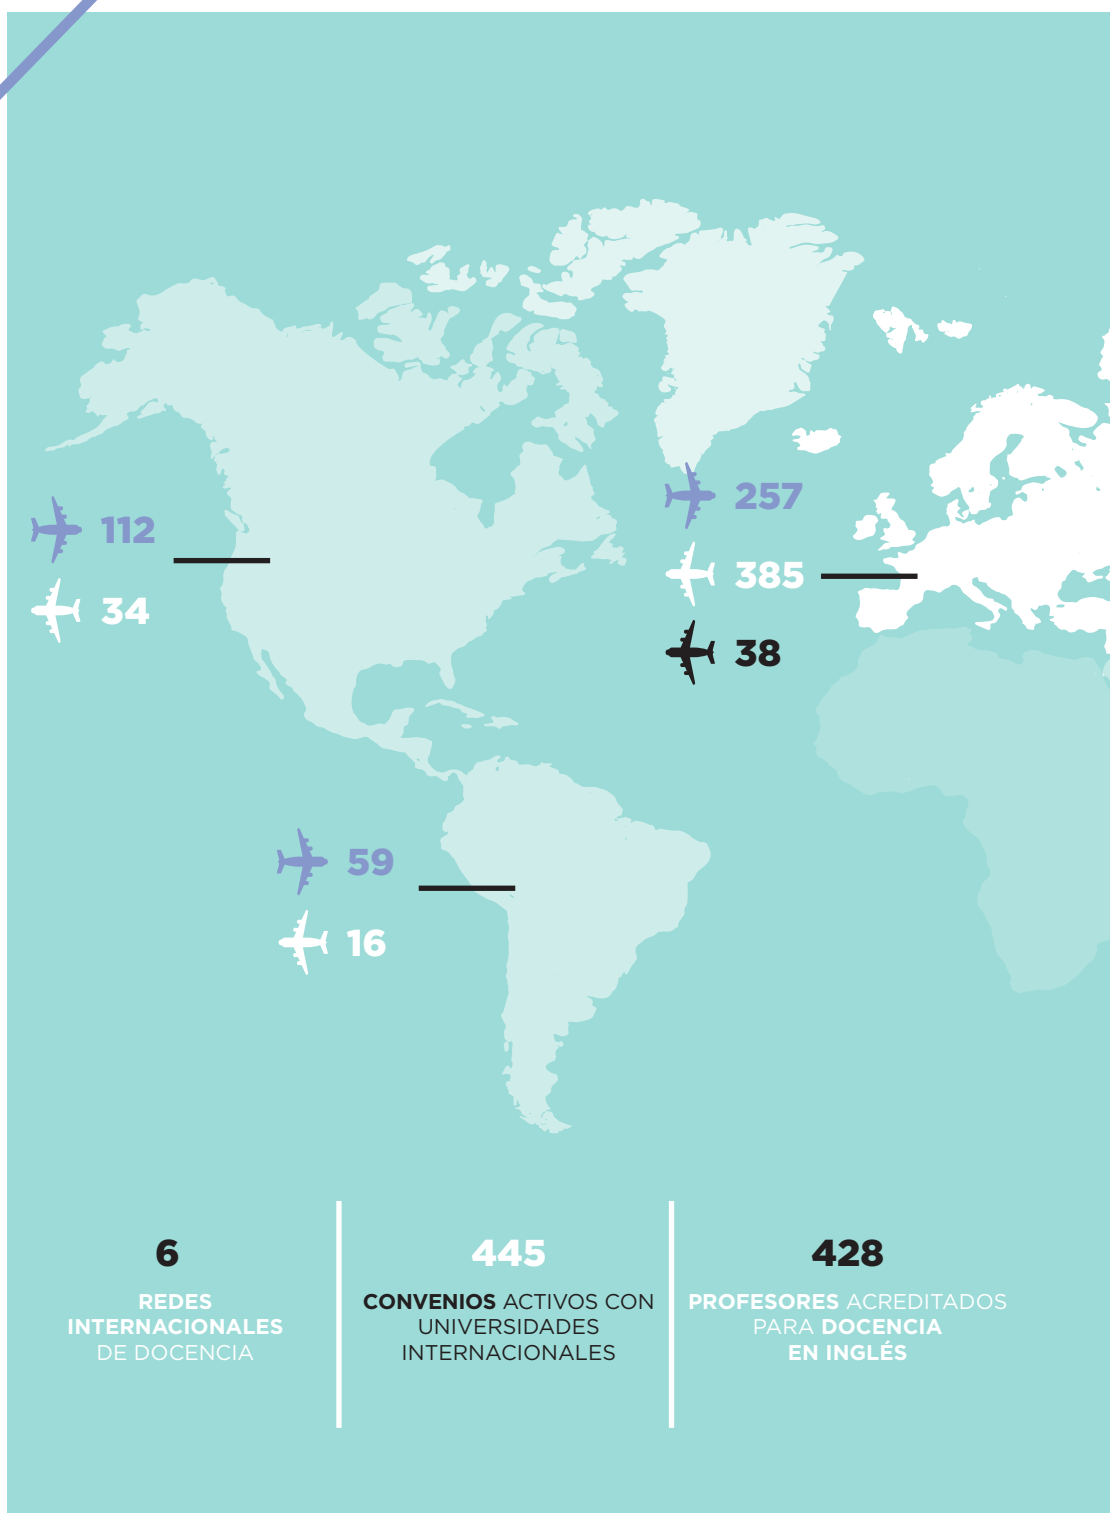 112
34
257
385
38
59
16
6
REDES
INTERNACIONALES
DE DOCENCIA
445
CONVENIOS ACTIVOS CON
UNIVERSIDADES
INTERNACIONALES
428
PROFESORES ACREDITADOS
PARA DOCENCIA
EN INGLÉS